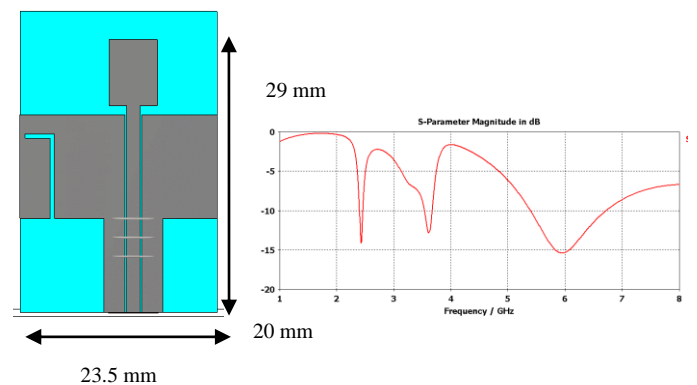 29 mm
20 mm
23.5 mm
S-Parameter Magnitude in dB
0
-5
-10
-15
-20
1 2 3 4 5 6 7 8
Frequency / GHz